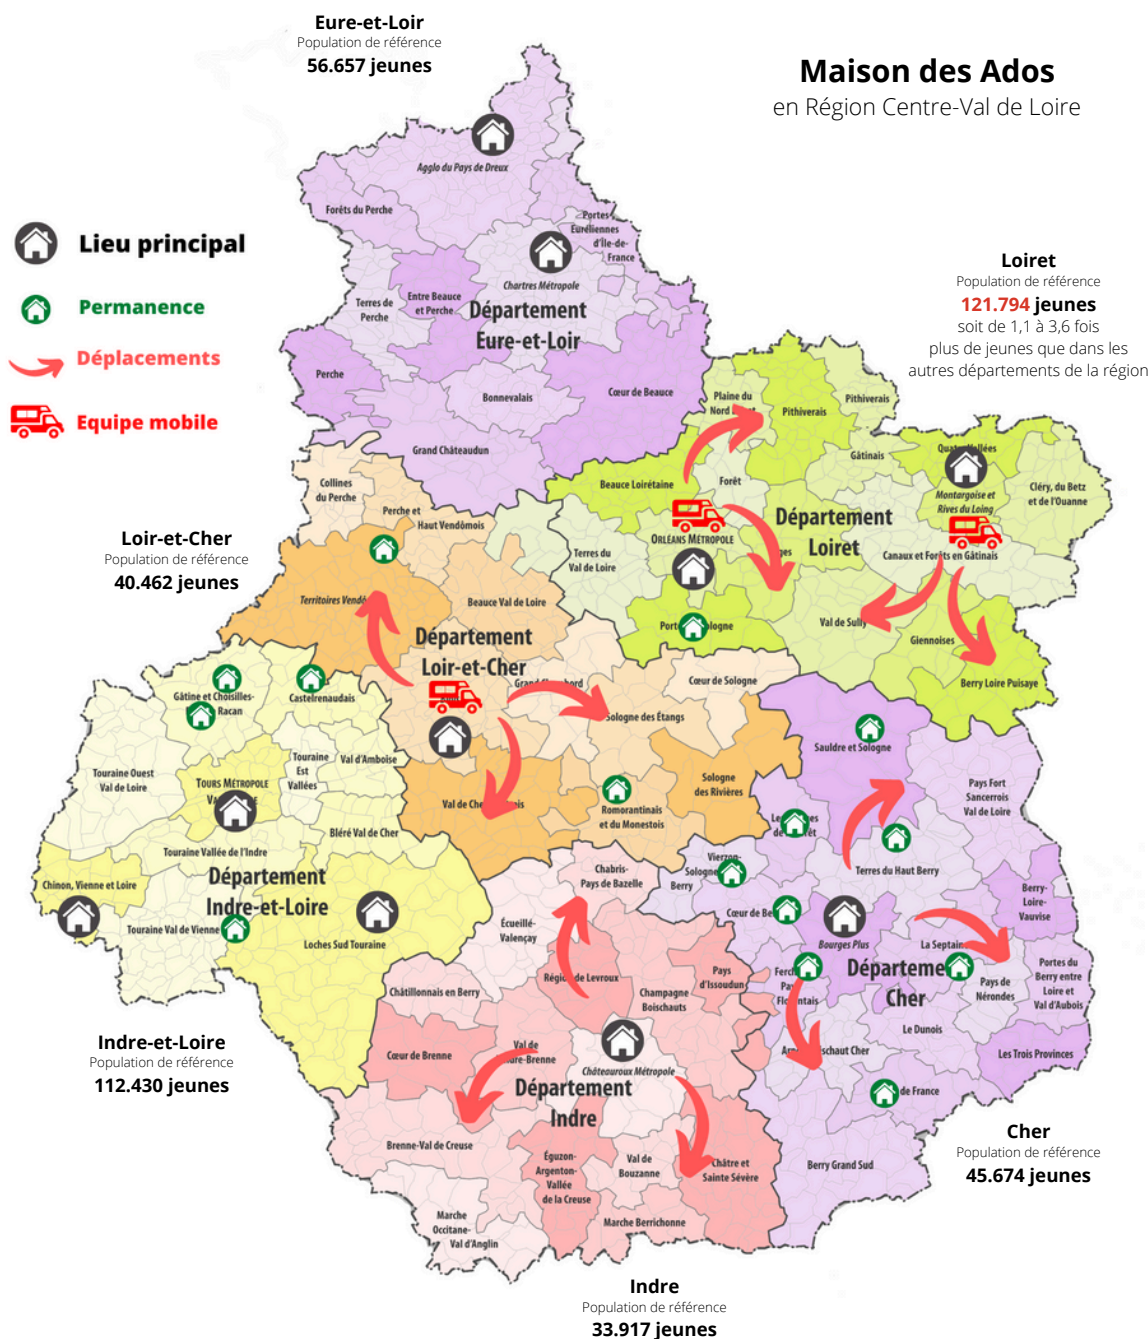 Maison des Ados
en Région Centre-Val de Loire
Eure-et-Loir
Population de référence
56.657 jeunes
Lieu principal
Permanence
Déplacements
Equipe mobile
Loiret
Population de référence
121.794 jeunes
soit de 1,1 à 3,6 fois
plus de jeunes que dans les
autres départements de la région
Loir-et-Cher
Population de référence
40.462 jeunes
Indre-et-Loire
Population de référence
112.430 jeunes
Cher
Population de référence
45.674 jeunes
Indre
Population de référence
33.917 jeunes
Agglo du Pays de Dreux
Forêts du Perche
Portes
Euréliennes
d'Île-de-
France
Chartres Métropole
Terres de
Perche
Entre Beauce
et Perche
Département
Eure-et-Loir
Perche
Bonnevalais
Cœur de Beauce
Grand Châteaudun
Plaine du
Nord
Pithiverais
Pithiverais
Gâtinais
Beauce Loirétaine
Forêt
Montargoise et
Rives du Loing
Cléry, du Betz
et de l'Ouanne
Département
Loiret
ORLÉANS MÉTROPOLE
Terres du
Val de Loire
Canaux et Forêts en Gâtinais
Val de Sully
Giennoises
Berry Loire Puisaye
Collines
du Perche
Perche et
Haut Vendômois
Territoires
Beauce Val de Loire
Département
Loir-et-Cher
Cœur de Sologne
Sologne des Étangs
Sologne
des Rivières
Romorantinais
et du Monestois
Gâtine et Choisilles-
Racan
Castelrenaudais
Touraine Ouest
Val de Loire
Touraine
Est
Vallées
Val d'Amboise
TOURS MÉTROPOLE
Bléré Val de Cher
Touraine Vallée de l'Indre
Chinon, Vienne et Loire
Département
Indre-et-Loire
Touraine Val de Vienne
Loches Sud Touraine
Sauldre et Sologne
Pays Fort
Sancerrois
Val de Loire
Vierzon-
Sologne
Berry
Terres du Haut Berry
Berry-
Loire-
Vauvise
Bourges Plus
La Septaine
Département
Cher
Pays de
Nérondes
Portes du
Berry entre
Loire et
Val d'Aubois
Le Dunois
Les Trois Provinces
de France
Berry Grand Sud
Chabris-
Pays de Bazelle
Écueillé-
Valençay
Région de Levroux
Pays
d'Issoudun
Champagne
Boischauts
Châtillonnais en Berry
Cœur de Brenne
Val de
Châteauroux Métropole
Département
Indre
Brenne-Val de Creuse
Éguzon-
Argenton-
Vallée
de la Creuse
Val de
Bouzanne
Châtre et
Sainte Sévère
Marche
Occitane-
Val d'Anglin
Marche Berrichonne